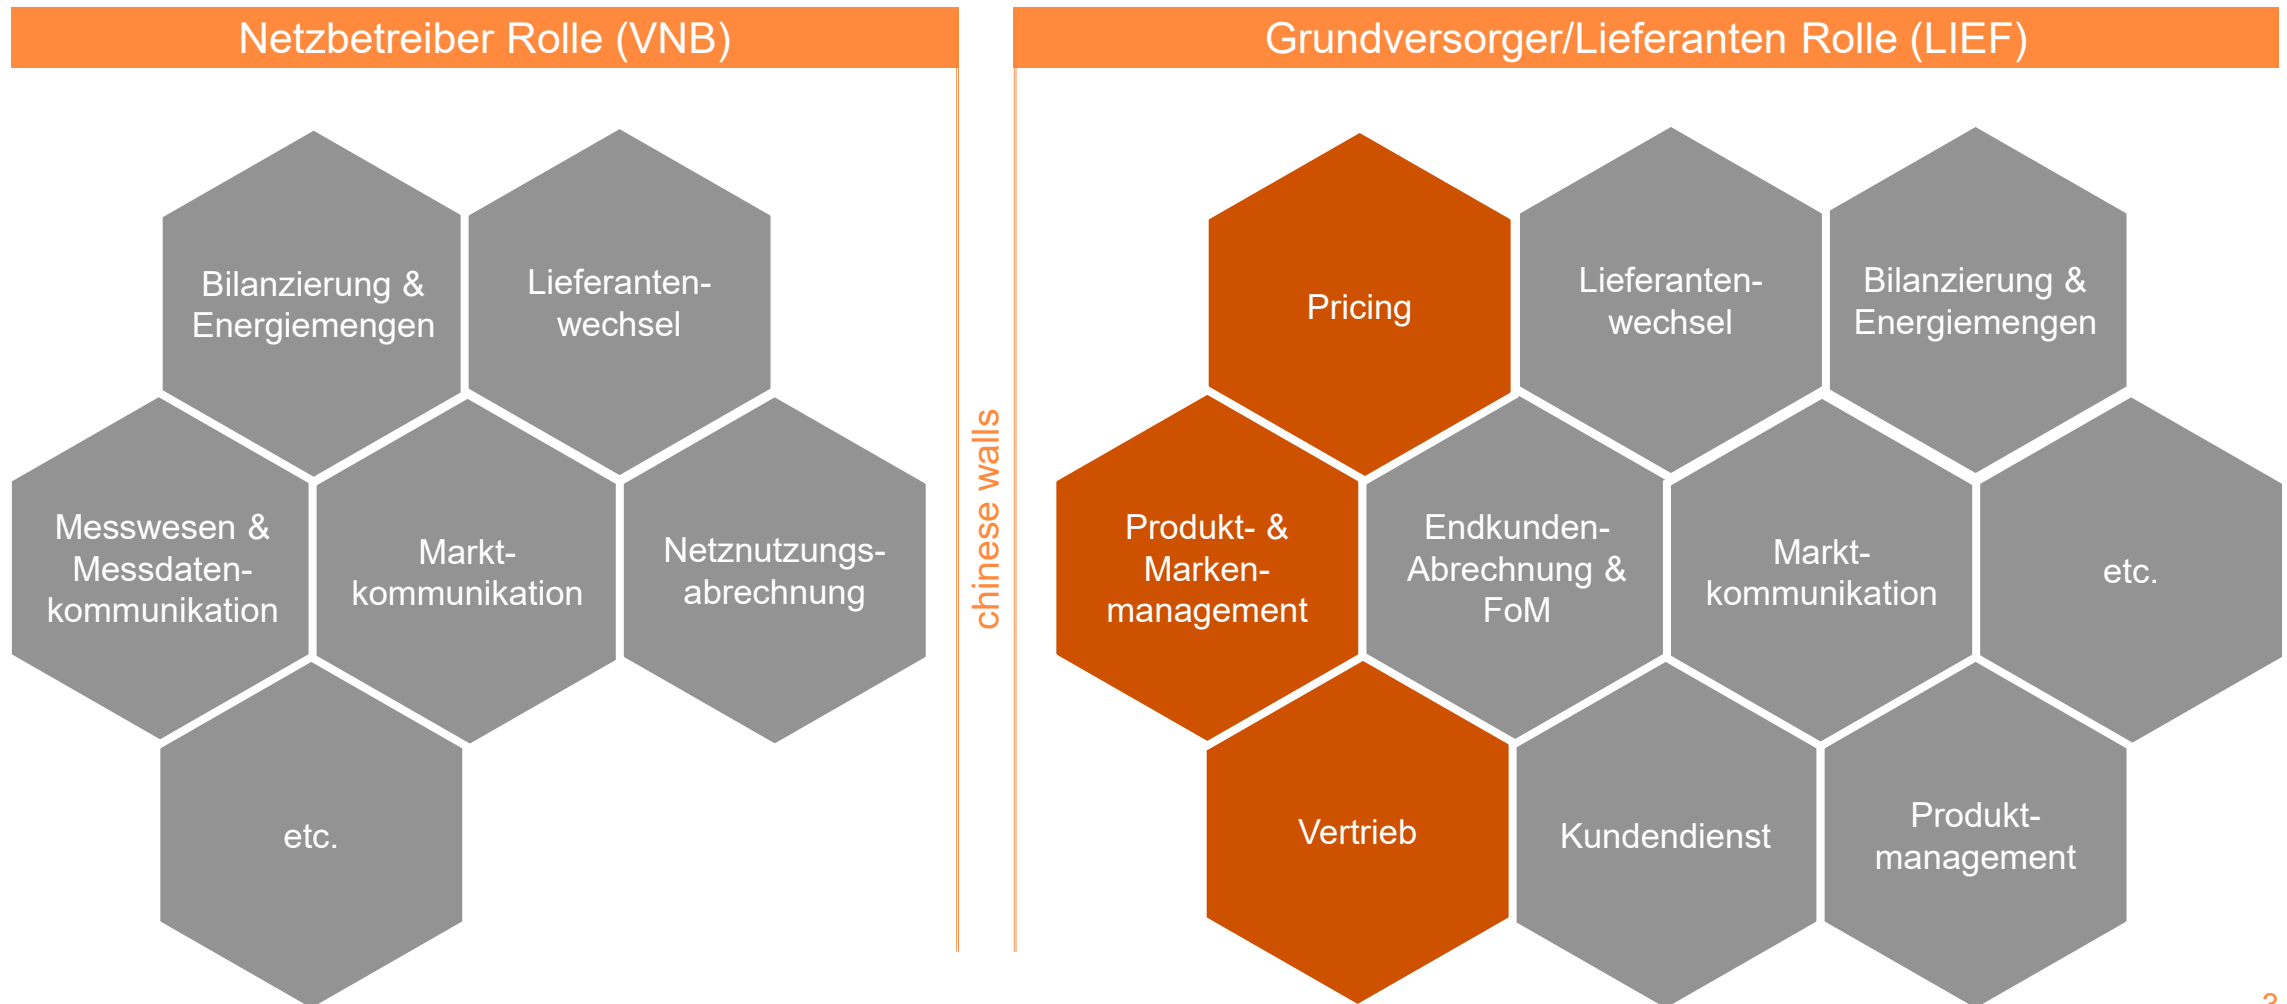 Netzbetreiber Rolle (VNB)
Grundversorger/Lieferanten Rolle (LIEF)
Bilanzierung &
Energiemengen
Lieferanten-
wechsel
Messwesen &
Messdaten-
kommunikation
Markt-
kommunikation
Netznutzungs-
abrechnung
etc.
chinese walls
Pricing
Lieferanten-
wechsel
Bilanzierung &
Energiemengen
Produkt- &
Marken-
management
Endkunden-
Abrechnung &
FoM
Markt-
kommunikation
etc.
Vertrieb
Kundendienst
Produkt-
management